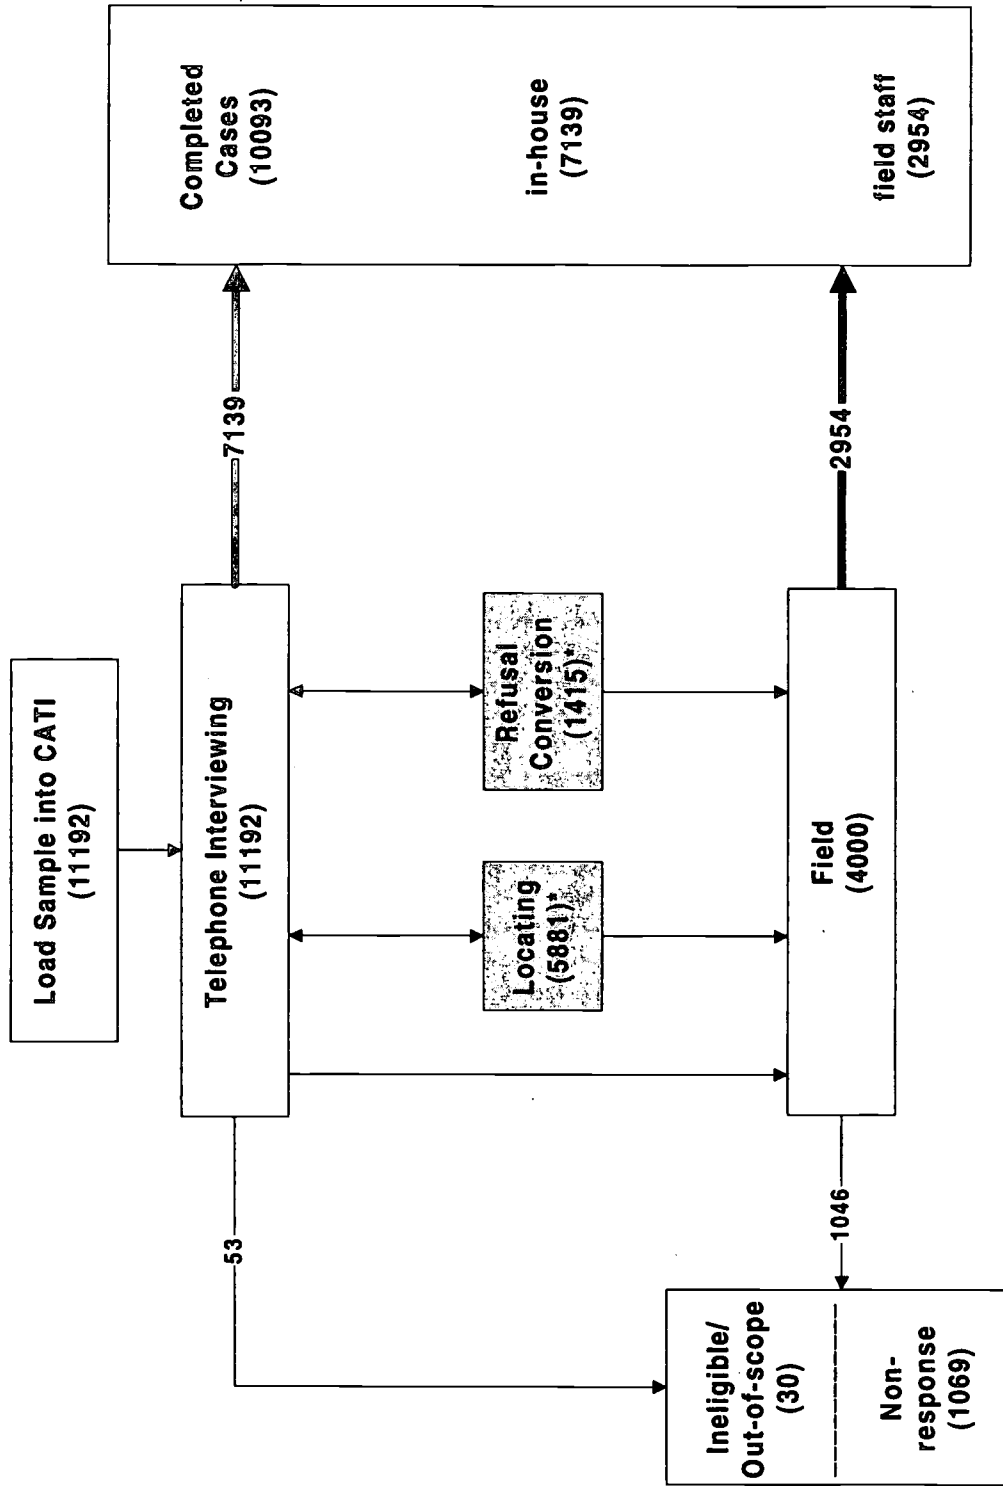 Load Sample into CATI
(11192)
Telephone Interviewing
(11192)
53
7139
Locating
(5881)*
Refusal
Conversion
(1415)*
Field
(4000)
1046
2954
Ineligible/
Out-of-scope
(30)
Non-
response
(1069)
Completed
Cases
(10093)
in-house
(7139)
field staff
(2954)